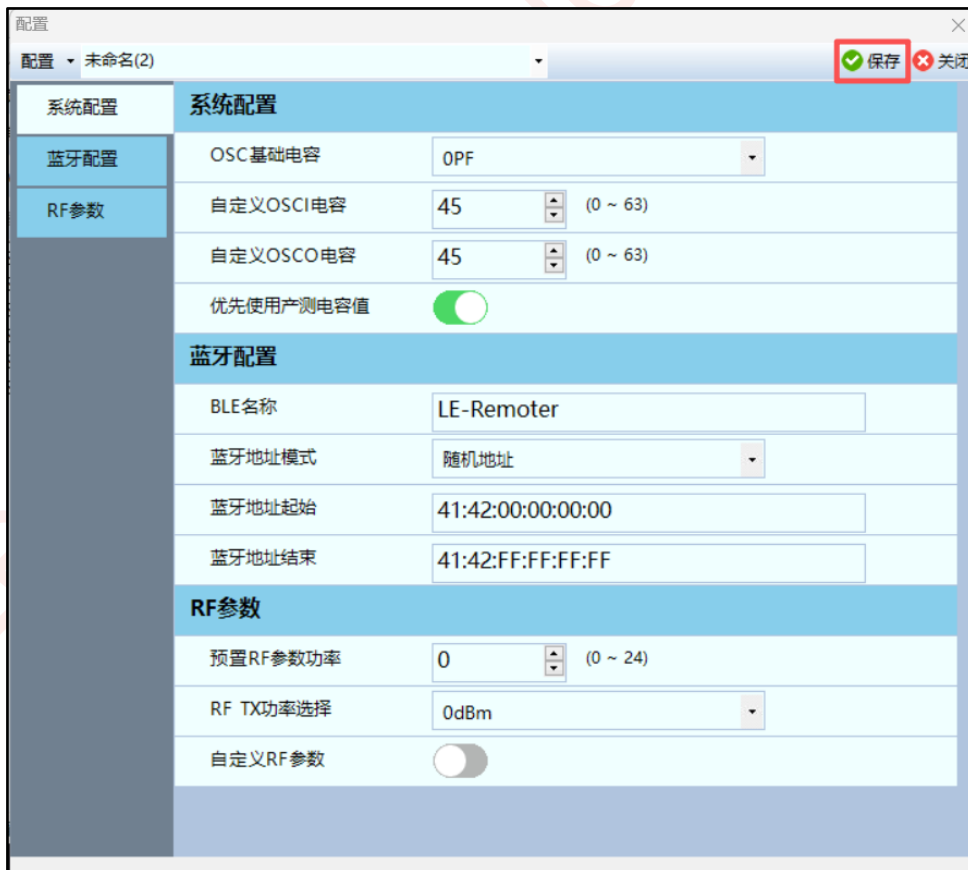 配置
配置 未命名(2) 保存 关闭
系统配置
蓝牙配置
RF参数
系统配置
OSC基础电容 0PF
自定义OSCI电容 45 (0 ~ 63)
自定义OSCO电容 45 (0 ~ 63)
优先使用产测电容值
蓝牙配置
BLE名称 LE-Remoter
蓝牙地址模式 随机地址
蓝牙地址起始 41:42:00:00:00:00
蓝牙地址结束 41:42:FF:FF:FF:FF
RF参数
预置RF参数功率 0 (0 ~ 24)
RF TX功率选择 0dBm
自定义RF参数